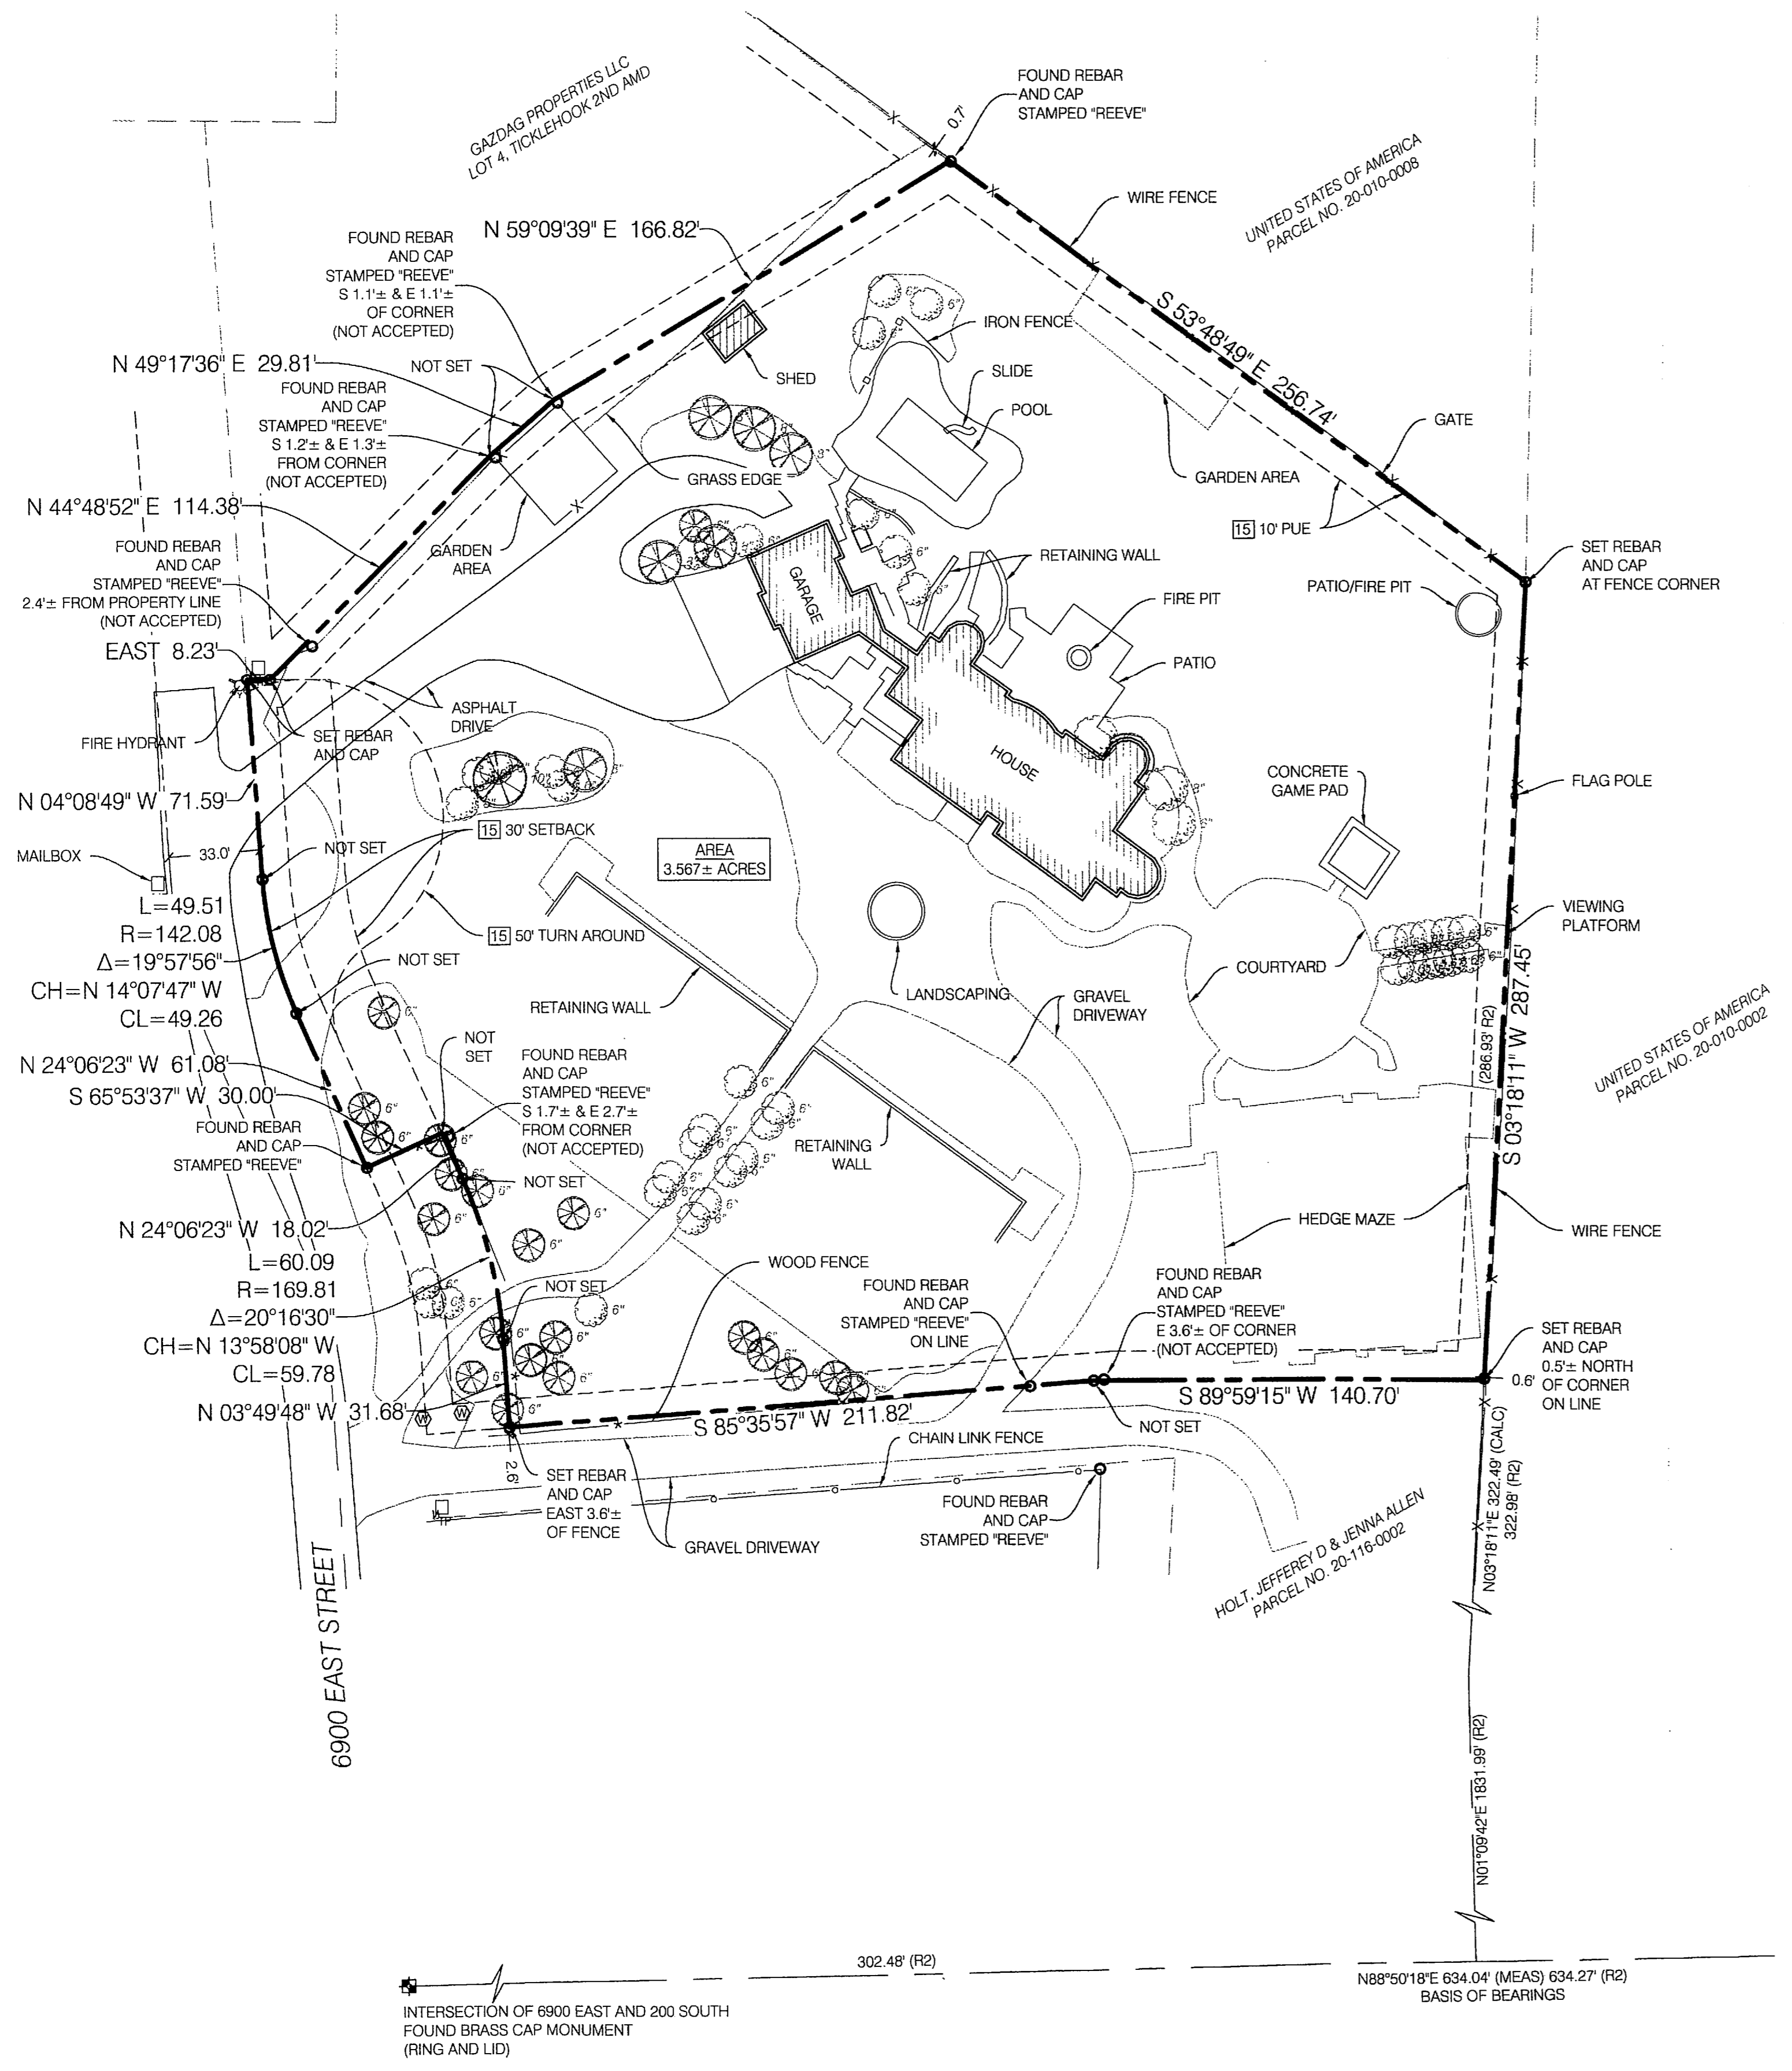 GAZDAG PROPERTIES LLC
LOT 4, TICKLEHOOK 2ND AMD
FOUND REBAR
AND CAP
STAMPED "REEVE"
0.7'
UNITED STATES OF AMERICA
PARCEL NO. 20-010-0008
WIRE FENCE
N 59°09'39" E 166.82'
FOUND REBAR
AND CAP
STAMPED "REEVE"
S 1.1'± & E 1.1'±
OF CORNER
(NOT ACCEPTED)
S 53°48'49" E 256.74'
IRON FENCE
SHED
SLIDE
POOL
N 49°17'36" E 29.81'
NOT SET
FOUND REBAR
AND CAP
STAMPED "REEVE"
S 1.2'± & E 1.3'±
FROM CORNER
(NOT ACCEPTED)
GATE
GRASS EDGE
GARDEN AREA
N 44°48'52" E 114.38'
15 10' PUE
FOUND REBAR
AND CAP
STAMPED "REEVE"
2.4'± FROM PROPERTY LINE
(NOT ACCEPTED)
GARDEN
AREA
GARAGE
RETAINING WALL
SET REBAR
AND CAP
AT FENCE CORNER
PATIO/FIRE PIT
FIRE PIT
EAST 8.23'
PATIO
ASPHALT
DRIVE
FIRE HYDRANT
SET REBAR
AND CAP
HOUSE
CONCRETE
GAME PAD
FLAG POLE
N 04°08'49" W 71.59'
15 30' SETBACK
MAILBOX
33.0'
NOT SET
AREA
3.567± ACRES
L=49.51
R=142.08
Δ=19°57'56"
CH=N 14°07'47" W
CL=49.26
15 50' TURN AROUND
NOT SET
VIEWING
PLATFORM
COURTYARD
S 03°18'11" W 287.45'
(286.93' R2)
RETAINING WALL
LANDSCAPING
GRAVEL
DRIVEWAY
UNITED STATES OF AMERICA
PARCEL NO. 20-010-0002
NOT
SET
N 24°06'23" W 61.08'
S 65°53'37" W 30.00'
FOUND REBAR
AND CAP
STAMPED "REEVE"
FOUND REBAR
AND CAP
STAMPED "REEVE"
S 1.7'± & E 2.7'±
FROM CORNER
(NOT ACCEPTED)
RETAINING
WALL
NOT SET
N 24°06'23" W 18.02'
HEDGE MAZE
WIRE FENCE
L=60.09
R=169.81
Δ=20°16'30"
CH=N 13°58'08" W
CL=59.78
WOOD FENCE
NOT SET
FOUND REBAR
AND CAP
STAMPED "REEVE"
ON LINE
FOUND REBAR
AND CAP
STAMPED "REEVE"
E 3.6'± OF CORNER
(NOT ACCEPTED)
SET REBAR
AND CAP
0.5'± NORTH
OF CORNER
ON LINE
0.6'
N 03°49'48" W 31.68'
W
W
S 85°35'57" W 211.82'
S 89°59'15" W 140.70'
NOT SET
CHAIN LINK FENCE
2.6'
SET REBAR
AND CAP
EAST 3.6'±
OF FENCE
FOUND REBAR
AND CAP
STAMPED "REEVE"
GRAVEL DRIVEWAY
HOLT, JEFFEREY D & JENNA ALLEN
PARCEL NO. 20-116-0002
N03°18'11"E 322.49' (CALC)
322.98' (R2)
6900 EAST STREET
N01°09'42"E 1831.99' (R2)
302.48' (R2)
N88°50'18"E 634.04' (MEAS) 634.27' (R2)
BASIS OF BEARINGS
INTERSECTION OF 6900 EAST AND 200 SOUTH
FOUND BRASS CAP MONUMENT
(RING AND LID)